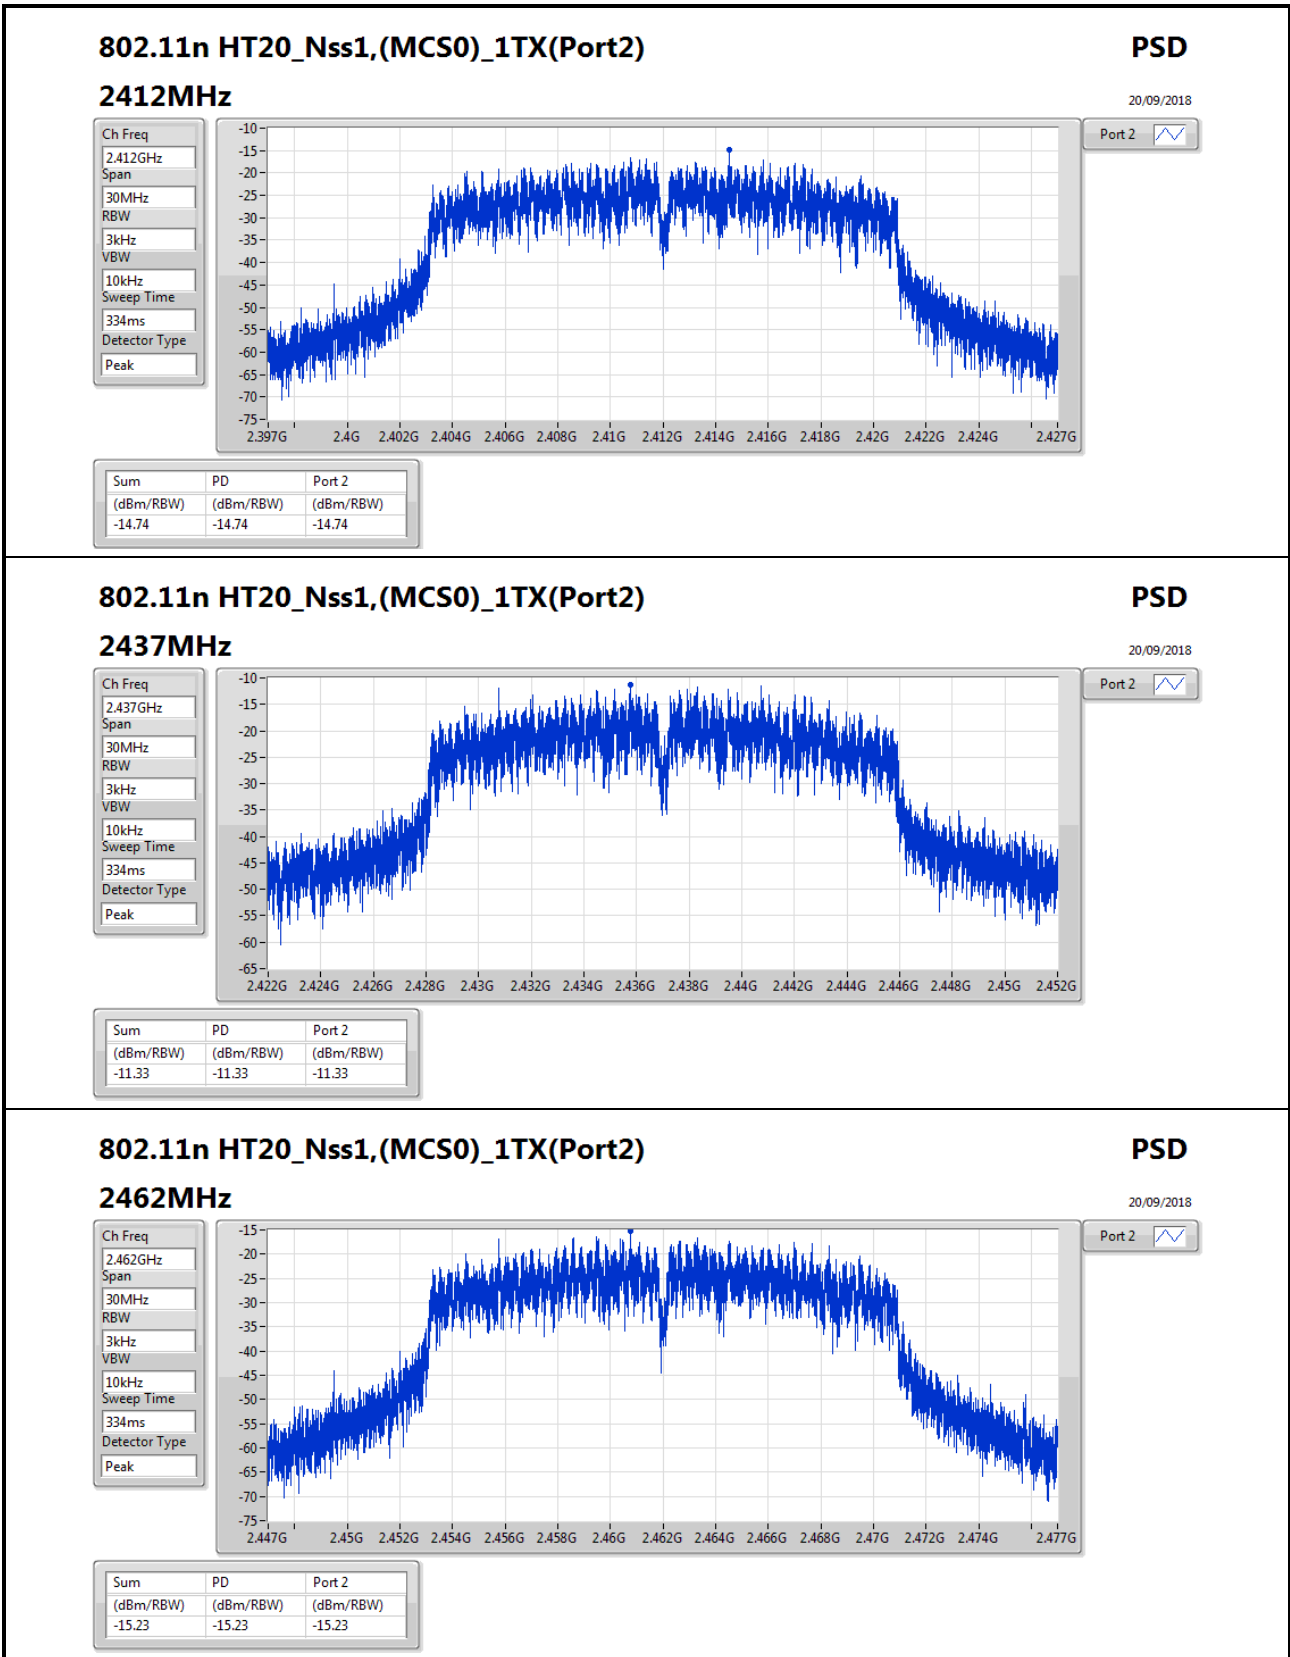 802.11n HT20_Nss1,(MCS0)_1TX(Port2)
PSD
2412MHz
20/09/2018
Ch Freq
2.412GHz
Span
30MHz
RBW
3kHz
VBW
10kHz
Sweep Time
334ms
Detector Type
Peak
-10
-15
-20
-25
-30
-35
-40
-45
-50
-55
-60
-65
-70
-75
2.397G 2.4G 2.402G 2.404G 2.406G 2.408G 2.41G 2.412G 2.414G 2.416G 2.418G 2.42G 2.422G 2.424G 2.427G
Port 2
Sum PD Port 2
(dBm/RBW) (dBm/RBW) (dBm/RBW)
-14.74 -14.74 -14.74
802.11n HT20_Nss1,(MCS0)_1TX(Port2)
PSD
2437MHz
20/09/2018
Ch Freq
2.437GHz
Span
30MHz
RBW
3kHz
VBW
10kHz
Sweep Time
334ms
Detector Type
Peak
-10
-15
-20
-25
-30
-35
-40
-45
-50
-55
-60
-65
2.422G 2.424G 2.426G 2.428G 2.43G 2.432G 2.434G 2.436G 2.438G 2.44G 2.442G 2.444G 2.446G 2.448G 2.45G 2.452G
Port 2
Sum PD Port 2
(dBm/RBW) (dBm/RBW) (dBm/RBW)
-11.33 -11.33 -11.33
802.11n HT20_Nss1,(MCS0)_1TX(Port2)
PSD
2462MHz
20/09/2018
Ch Freq
2.462GHz
Span
30MHz
RBW
3kHz
VBW
10kHz
Sweep Time
334ms
Detector Type
Peak
-15
-20
-25
-30
-35
-40
-45
-50
-55
-60
-65
-70
-75
2.447G 2.45G 2.452G 2.454G 2.456G 2.458G 2.46G 2.462G 2.464G 2.466G 2.468G 2.47G 2.472G 2.474G 2.477G
Port 2
Sum PD Port 2
(dBm/RBW) (dBm/RBW) (dBm/RBW)
-15.23 -15.23 -15.23